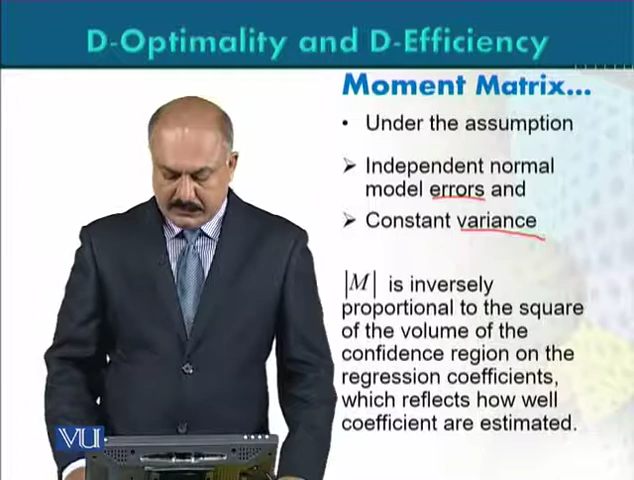 D-Optimality and D-Efficiency
Moment Matrix...
• Under the assumption
➢ Independent normal
model errors and
➢ Constant variance
|M| is inversely
proportional to the square
of the volume of the
confidence region on the
regression coefficients,
which reflects how well
coefficient are estimated.
VU